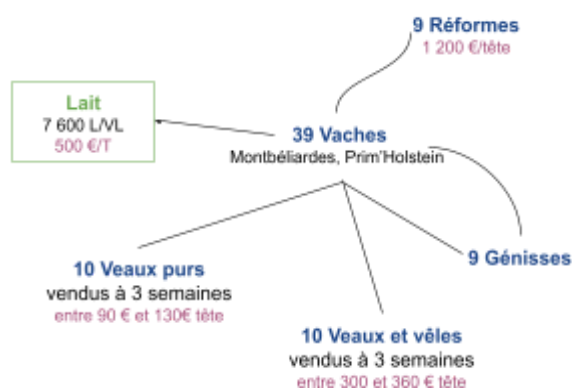 9 Réformes
1 200 €/tête
Lait
7 600 L/VL
500 €/T
39 Vaches
Montbéliardes, Prim'Holstein
9 Génisses
10 Veaux purs
vendus à 3 semaines
entre 90 € et 130€ tête
10 Veaux et vêles
vendus à 3 semaines
entre 300 et 360 € tête